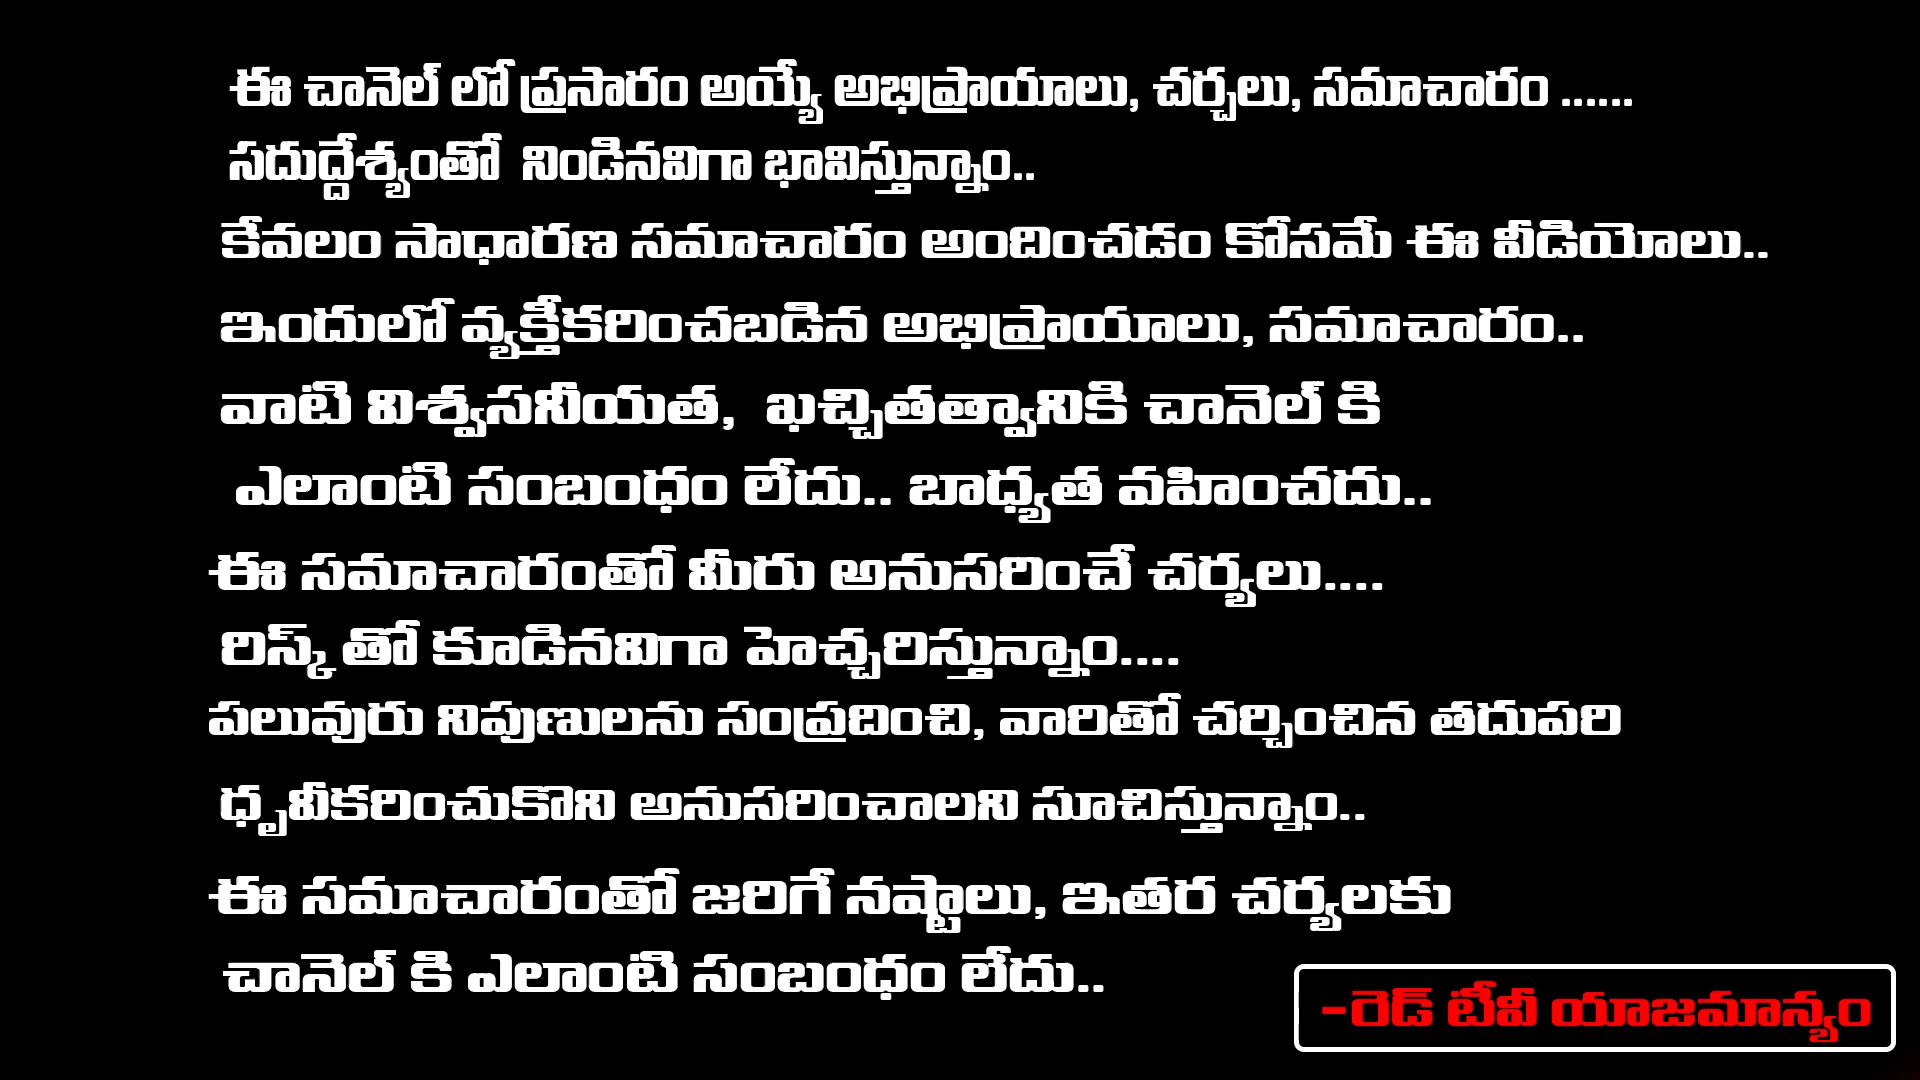 ఈ చానెల్ లో ప్రసారం అయ్యే అభిప్రాయాలు, చర్చలు, సమాచారం ......
సదుద్దేశ్యంతో నిండినవిగా భావిస్తున్నాం..
కేవలం సాధారణ సమాచారం అందించడం కోసమే ఈ వీడియోలు..
ఇందులో వ్యక్తీకరించబడిన అభిప్రాయాలు, సమాచారం..
వాటి విశ్వసనీయత, ఖచ్చితత్వానికి చానెల్ కి
ఎలాంటి సంబంధం లేదు.. బాధ్యత వహించదు..
ఈ సమాచారంతో మీరు అనుసరించే చర్యలు....
రిస్క్ తో కూడినవిగా హెచ్చరిస్తున్నాం....
పలువురు నిపుణులను సంప్రదించి, వారితో చర్చించిన తదుపరి
ధృవీకరించుకొని అనుసరించాలని సూచిస్తున్నాం..
ఈ సమాచారంతో జరిగే నష్టాలు, ఇతర చర్యలకు
చానెల్ కి ఎలాంటి సంబంధం లేదు..
-రెడ్ టీవీ యాజమాన్యం